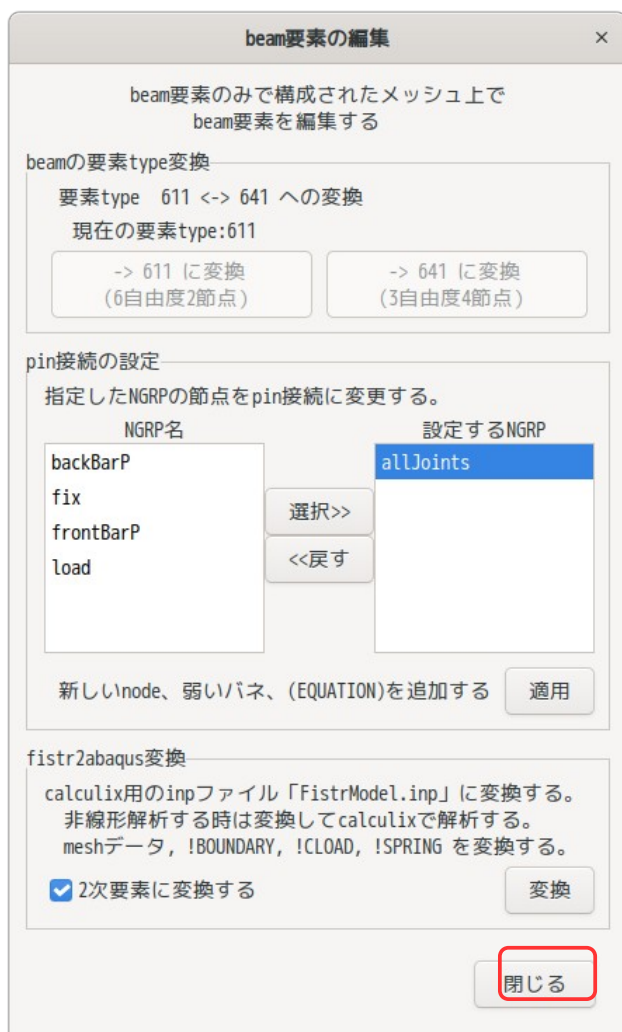 beam要素の編集 ×
beam要素のみで構成されたメッシュ上で
beam要素を編集する
beamの要素type変換
要素type 611 <-> 641 への変換
現在の要素type:611
-> 611 に変換
(6自由度2節点)
-> 641 に変換
(3自由度4節点)
pin接続の設定
指定したNGRPの節点をpin接続に変更する。
NGRP名
backBarP
fix
frontBarP
load
選択>>
<<戻す
設定するNGRP
allJoints
新しいnode、弱いバネ、(EQUATION)を追加する
適用
fistr2abaqus変換
calculix用のinpファイル「FistrModel.inp」に変換する。
非線形解析する時は変換してcalculixで解析する。
meshデータ, !BOUNDARY, !CLOAD, !SPRING を変換する。
2次要素に変換する
変換
閉じる